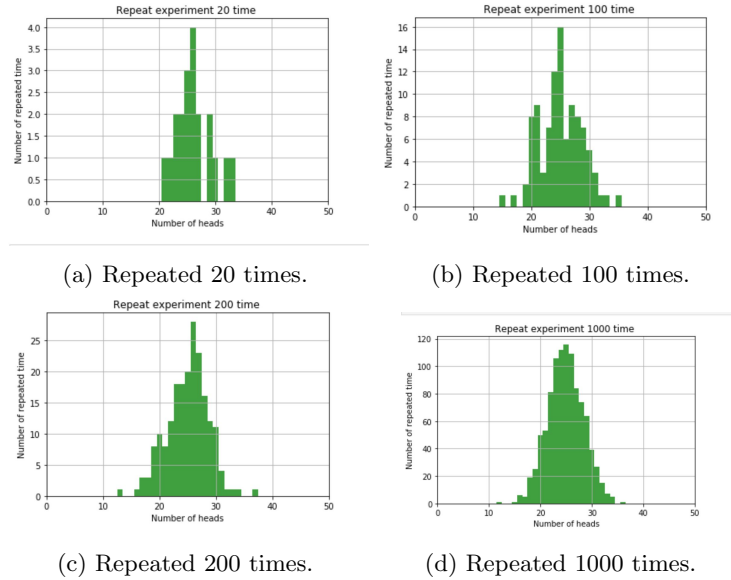 Repeat experiment 20 time
4.0
3.5
3.0
2.5
2.0
1.5
1.0
0.5
0.0
Number of repeated time
0 10 20 30 40 50
Number of heads
(a) Repeated 20 times.
Repeat experiment 100 time
16
14
12
10
8
6
4
2
0
Number of repeated time
0 10 20 30 40 50
Number of heads
(b) Repeated 100 times.
Repeat experiment 200 time
25
20
15
10
5
0
Number of repeated time
0 10 20 30 40 50
Number of heads
(c) Repeated 200 times.
Repeat experiment 1000 time
120
100
80
60
40
20
0
Number of repeated time
0 10 20 30 40 50
Number of heads
(d) Repeated 1000 times.